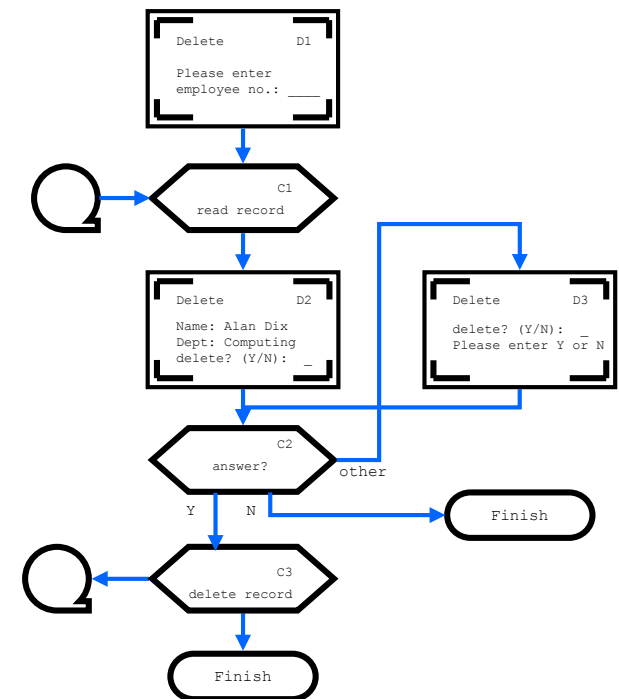 Delete D1
Please enter
employee no.: ____
C1
read record
Delete D2
Name: Alan Dix
Dept: Computing
delete? (Y/N): _
Delete D3
delete? (Y/N): _
Please enter Y or N
C2
answer?
other
Y N
Finish
C3
delete record
Finish